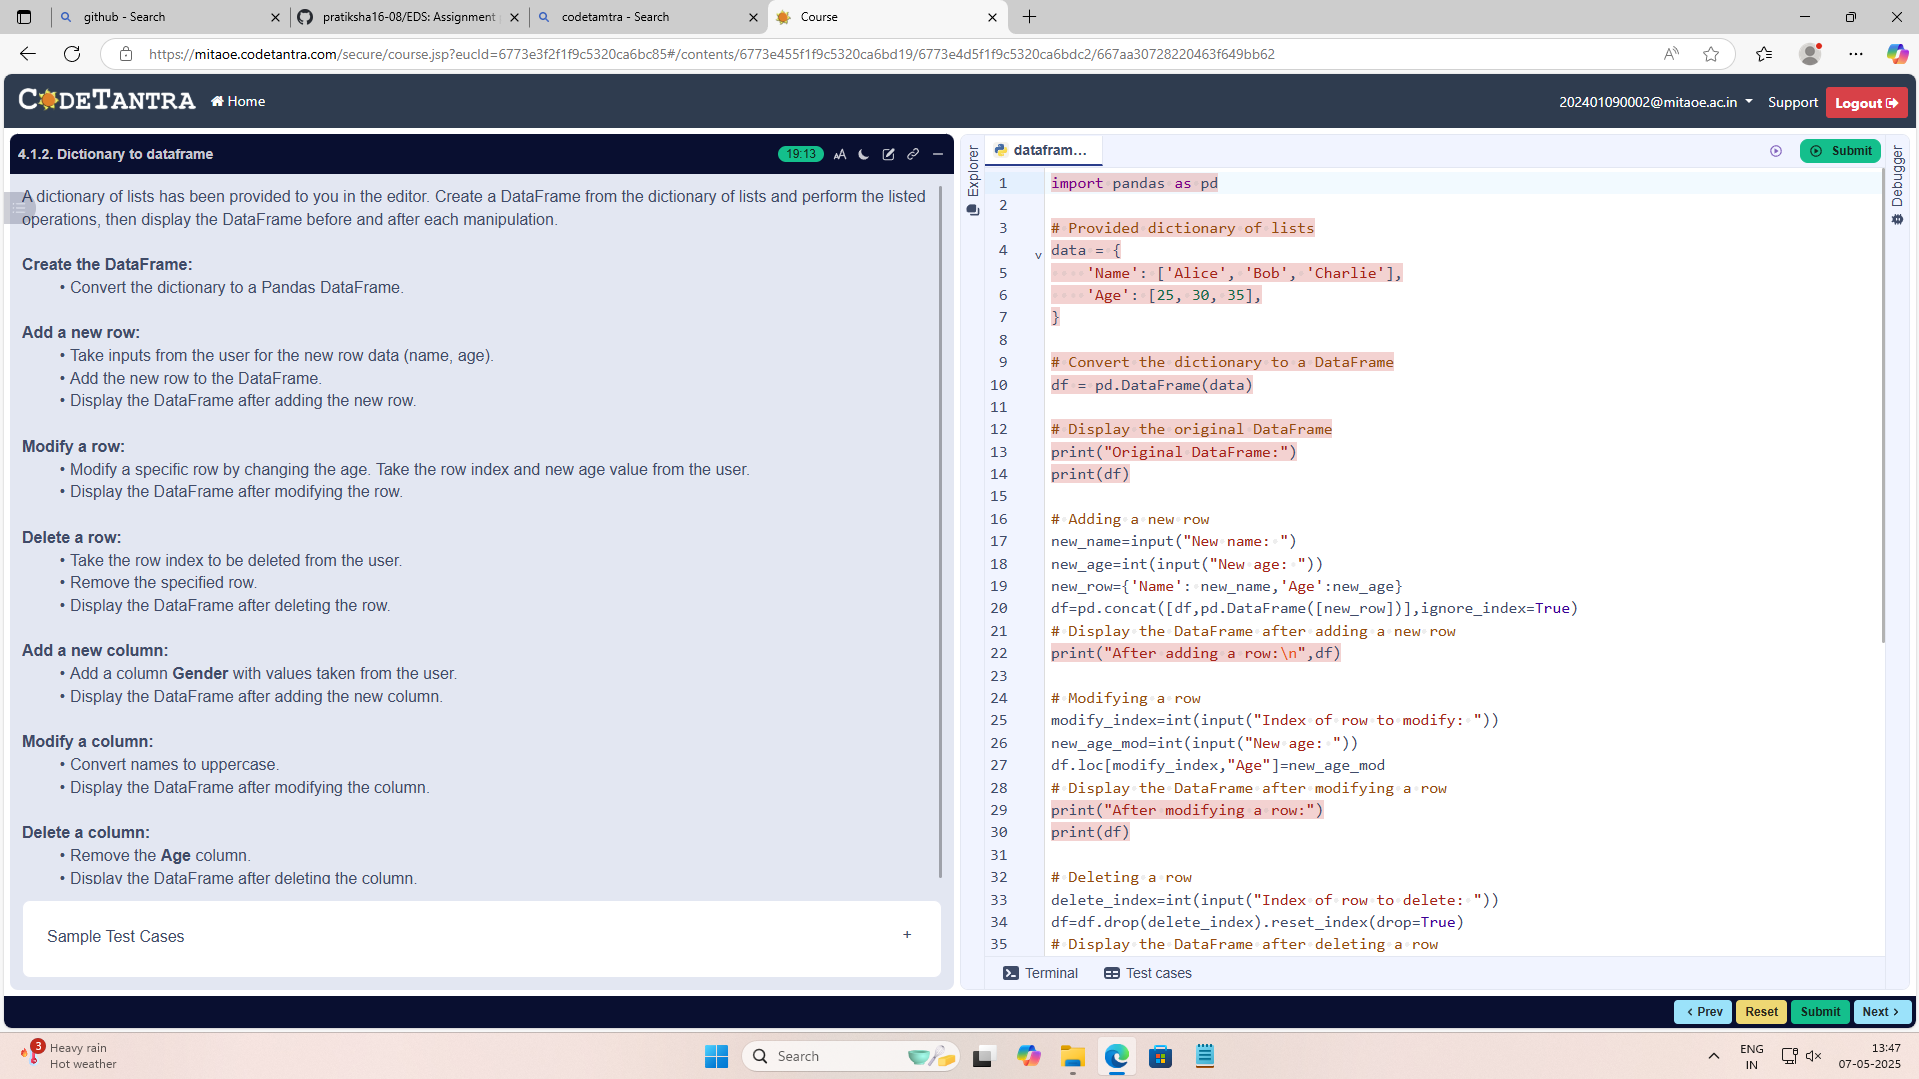 github - Search
pratiksha16-08/EDS: Assignment
codetamtra - Search
Course
https://mitaoe.codetantra.com/secure/course.jsp?eucId=6773e3f2f1f9c5320ca6bc85#/contents/6773e455f1f9c5320ca6bd19/6773e4d5f1f9c5320ca6bdc2/667aa30728220463f649bb62
CODETANTRA
Home
202401090002@mitaoe.ac.in
Support
Logout
4.1.2. Dictionary to dataframe
19:13
A dictionary of lists has been provided to you in the editor. Create a DataFrame from the dictionary of lists and perform the listed
operations, then display the DataFrame before and after each manipulation.
Create the DataFrame:
• Convert the dictionary to a Pandas DataFrame.
Add a new row:
• Take inputs from the user for the new row data (name, age).
• Add the new row to the DataFrame.
• Display the DataFrame after adding the new row.
Modify a row:
• Modify a specific row by changing the age. Take the row index and new age value from the user.
• Display the DataFrame after modifying the row.
Delete a row:
• Take the row index to be deleted from the user.
• Remove the specified row.
• Display the DataFrame after deleting the row.
Add a new column:
• Add a column Gender with values taken from the user.
• Display the DataFrame after adding the new column.
Modify a column:
• Convert names to uppercase.
• Display the DataFrame after modifying the column.
Delete a column:
• Remove the Age column.
• Display the DataFrame after deleting the column.
Sample Test Cases
+
Explorer
datafram...
Submit
Debugger
1 import pandas as pd
2
3 # Provided dictionary of lists
4 data = {
5 'Name': ['Alice', 'Bob', 'Charlie'],
6 'Age': [25, 30, 35],
7 }
8
9 # Convert the dictionary to a DataFrame
10 df = pd.DataFrame(data)
11
12 # Display the original DataFrame
13 print("Original DataFrame:")
14 print(df)
15
16 # Adding a new row
17 new_name=input("New name: ")
18 new_age=int(input("New age: "))
19 new_row={'Name': new_name,'Age':new_age}
20 df=pd.concat([df,pd.DataFrame([new_row])],ignore_index=True)
21 # Display the DataFrame after adding a new row
22 print("After adding a row:\n",df)
23
24 # Modifying a row
25 modify_index=int(input("Index of row to modify: "))
26 new_age_mod=int(input("New age: "))
27 df.loc[modify_index,"Age"]=new_age_mod
28 # Display the DataFrame after modifying a row
29 print("After modifying a row:")
30 print(df)
31
32 # Deleting a row
33 delete_index=int(input("Index of row to delete: "))
34 df=df.drop(delete_index).reset_index(drop=True)
35 # Display the DataFrame after deleting a row
Terminal
Test cases
Prev
Reset
Submit
Next
3
Heavy rain
Hot weather
Search
ENG
IN
13:47
07-05-2025